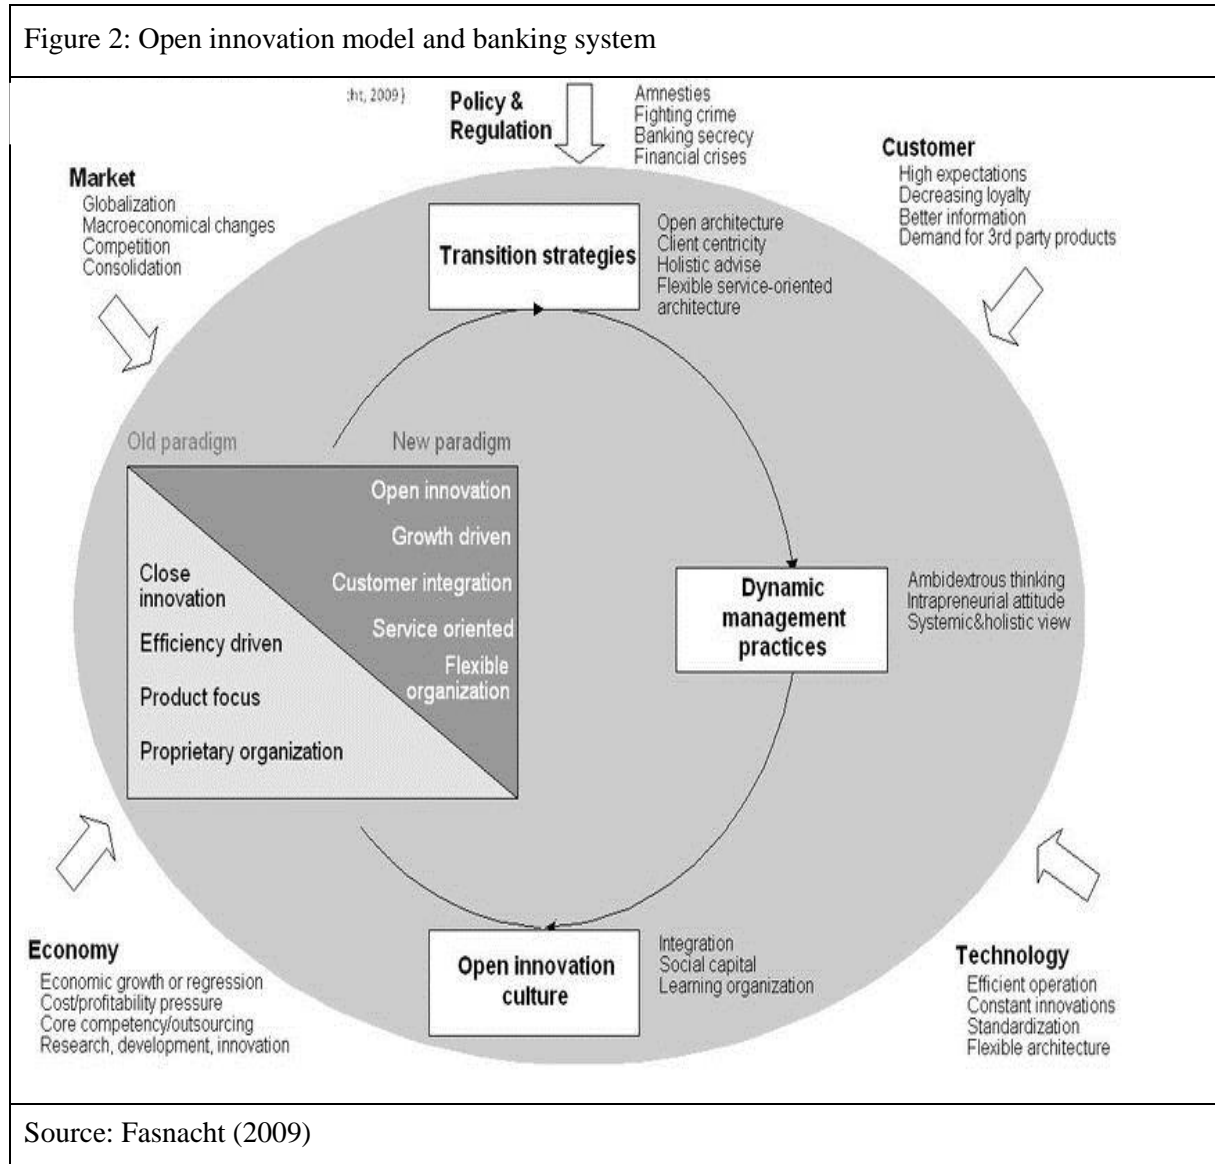 Figure 2: Open innovation model and banking system
cht, 2009)
Policy &
Regulation
Amnesties
Fighting crime
Banking secrecy
Financial crises
Market
Globalization
Macroeconomical changes
Competition
Consolidation
Customer
High expectations
Decreasing loyalty
Better information
Demand for 3rd party products
Transition strategies
Open architecture
Client centricity
Holistic advise
Flexible service-oriented
architecture
Old paradigm
New paradigm
Open innovation
Growth driven
Customer integration
Service oriented
Flexible
organization
Close
innovation
Efficiency driven
Product focus
Proprietary organization
Dynamic
management
practices
Ambidextrous thinking
Intrapreneurial attitude
Systemic&holistic view
Economy
Economic growth or regression
Cost/profitability pressure
Core competency/outsourcing
Research, development, innovation
Open innovation
culture
Integration
Social capital
Learning organization
Technology
Efficient operation
Constant innovations
Standardization
Flexible architecture
Source: Fasnacht (2009)